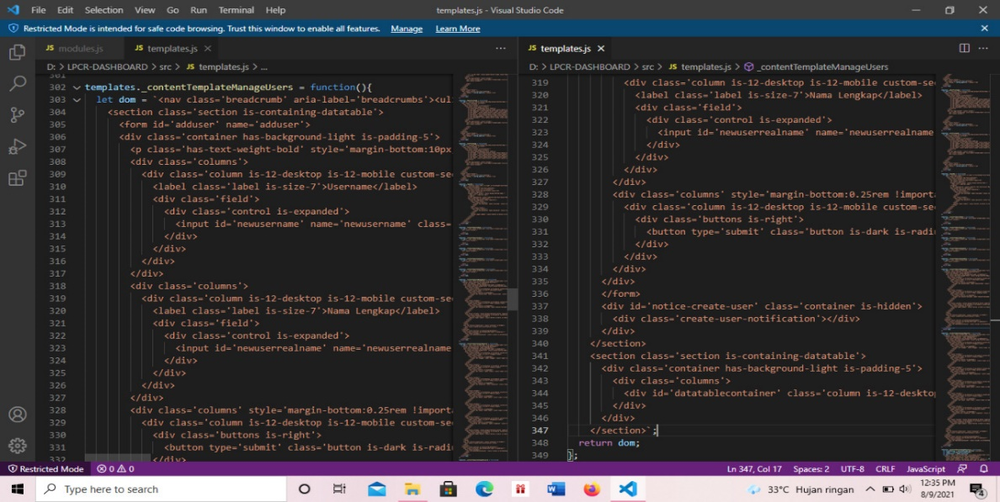 File Edit Selection View Go Run Terminal Help templates.js - Visual Studio Code
Restricted Mode is intended for safe code browsing. Trust this window to enable all features. Manage Learn More
JS modules.js JS templates.js
D: > LPCR-DASHBOARD > src > JS templates.js > ...
301
302 templates._contentTemplateManageUsers = function(){
303 let dom = `<nav class='breadcrumb' aria-label='breadcrumbs'><ul
304 <section class='section is-containing-datatable'>
305 <form id='adduser' name='adduser'>
306 <div class='container has-background-light is-padding-5'>
307 <p class='has-text-weight-bold' style='margin-bottom:10px
308 <div class='columns'>
309 <div class='column is-12-desktop is-12-mobile custom-se
310 <label class='label is-size-7'>Username</label>
311 <div class='field'>
312 <div class='control is-expanded'>
313 <input id='newusername' name='newusername' class=
314 </div>
315 </div>
316 </div>
317 </div>
318 <div class='columns'>
319 <div class='column is-12-desktop is-12-mobile custom-se
320 <label class='label is-size-7'>Nama Lengkap</label>
321 <div class='field'>
322 <div class='control is-expanded'>
323 <input id='newuserrealname' name='newuserrealname
324 </div>
325 </div>
326 </div>
327 </div>
328 <div class='columns' style='margin-bottom:0.25rem !import
329 <div class='column is-12-desktop is-12-mobile custom-se
330 <div class='buttons is-right'>
331 <button type='submit' class='button is-dark is-radi
332 </div>
JS templates.js
D: > LPCR-DASHBOARD > src > JS templates.js > _contentTemplateManageUsers
319 <div class='column is-12-desktop is-12-mobile custom-se
320 <label class='label is-size-7'>Nama Lengkap</label>
321 <div class='field'>
322 <div class='control is-expanded'>
323 <input id='newuserrealname' name='newuserrealname
324 </div>
325 </div>
326 </div>
327 </div>
328 <div class='columns' style='margin-bottom:0.25rem !importa
329 <div class='column is-12-desktop is-12-mobile custom-se
330 <div class='buttons is-right'>
331 <button type='submit' class='button is-dark is-radi
332 </div>
333 </div>
334 </div>
335 </div>
336 </form>
337 <div id='notice-create-user' class='container is-hidden'>
338 <div class='create-user-notification'></div>
339 </div>
340 </section>
341 <section class='section is-containing-datatable'>
342 <div class='container has-background-light is-padding-5'>
343 <div class='columns'>
344 <div id='datatablecontainer' class='column is-12-deskto
345 </div>
346 </div>
347 </section>`;
348 return dom;
349 };
Restricted Mode 0 0 Ln 347, Col 17 Spaces: 2 UTF-8 CRLF JavaScript
Type here to search 33°C Hujan ringan 12:35 PM
8/9/2021 4